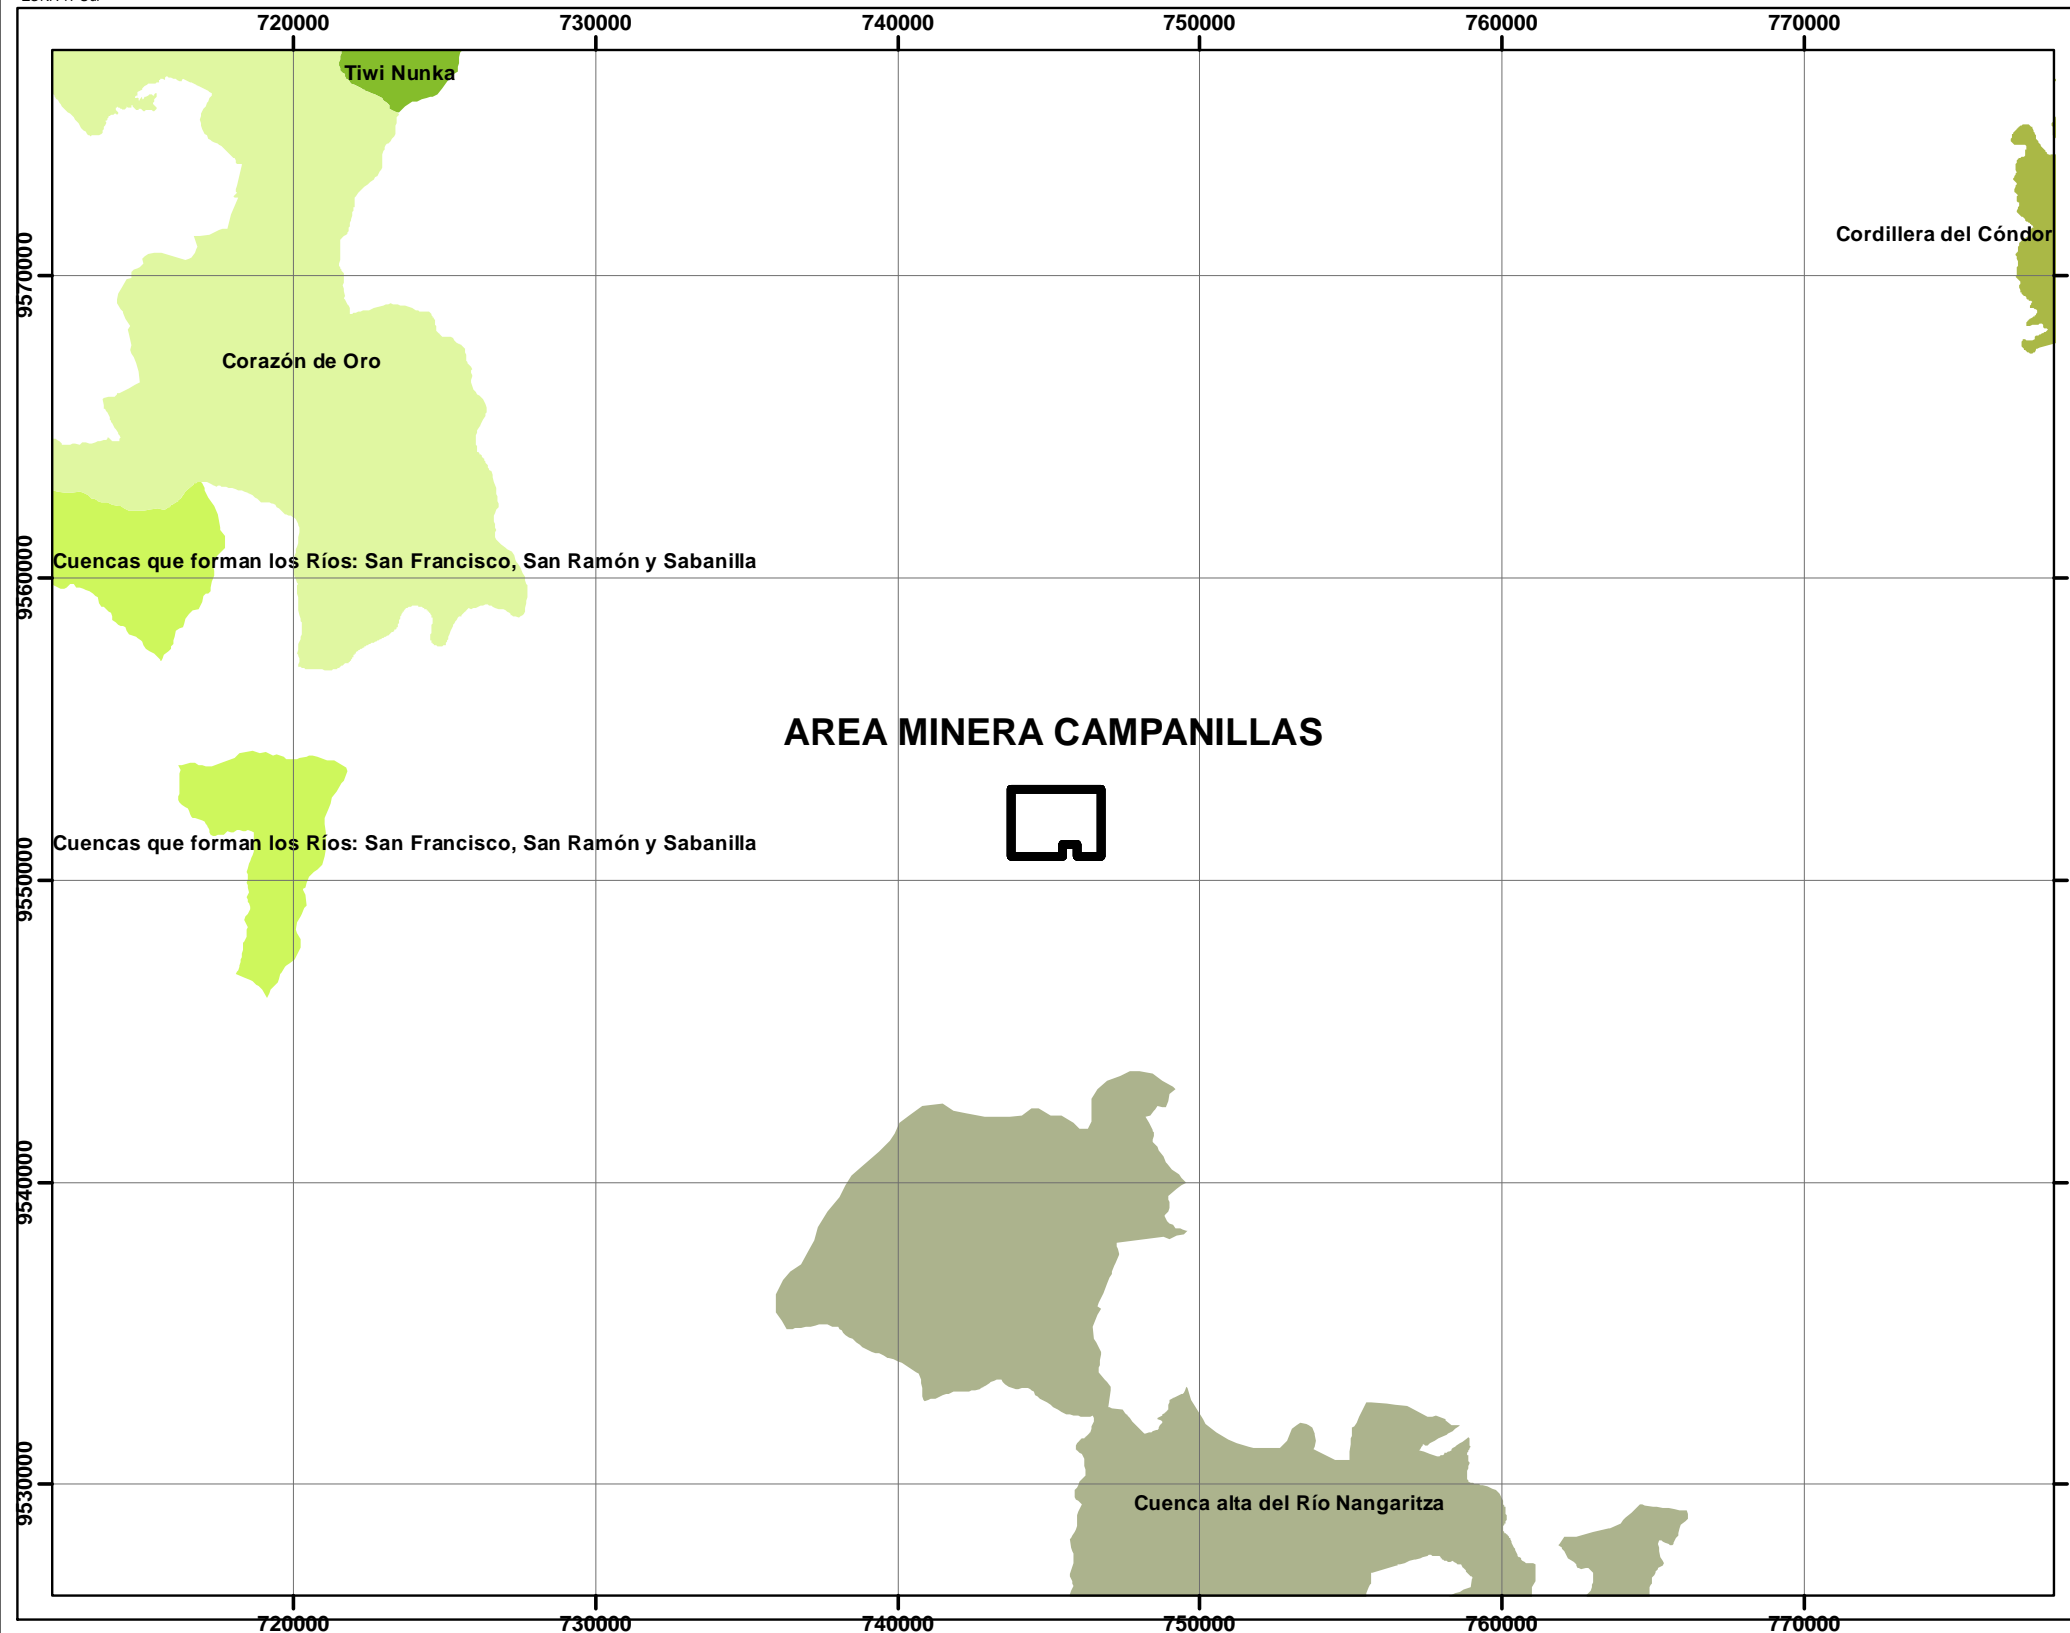 720000 730000 740000 750000 760000 770000
Tiwi Nunka
Cordillera del Cóndor
9570000
Corazón de Oro
Cuencas que forman los Ríos: San Francisco, San Ramón y Sabanilla
9560000
AREA MINERA CAMPANILLAS
Cuencas que forman los Ríos: San Francisco, San Ramón y Sabanilla
9550000
9540000
9530000
Cuenca alta del Río Nangaritza
720000 730000 740000 750000 760000 770000